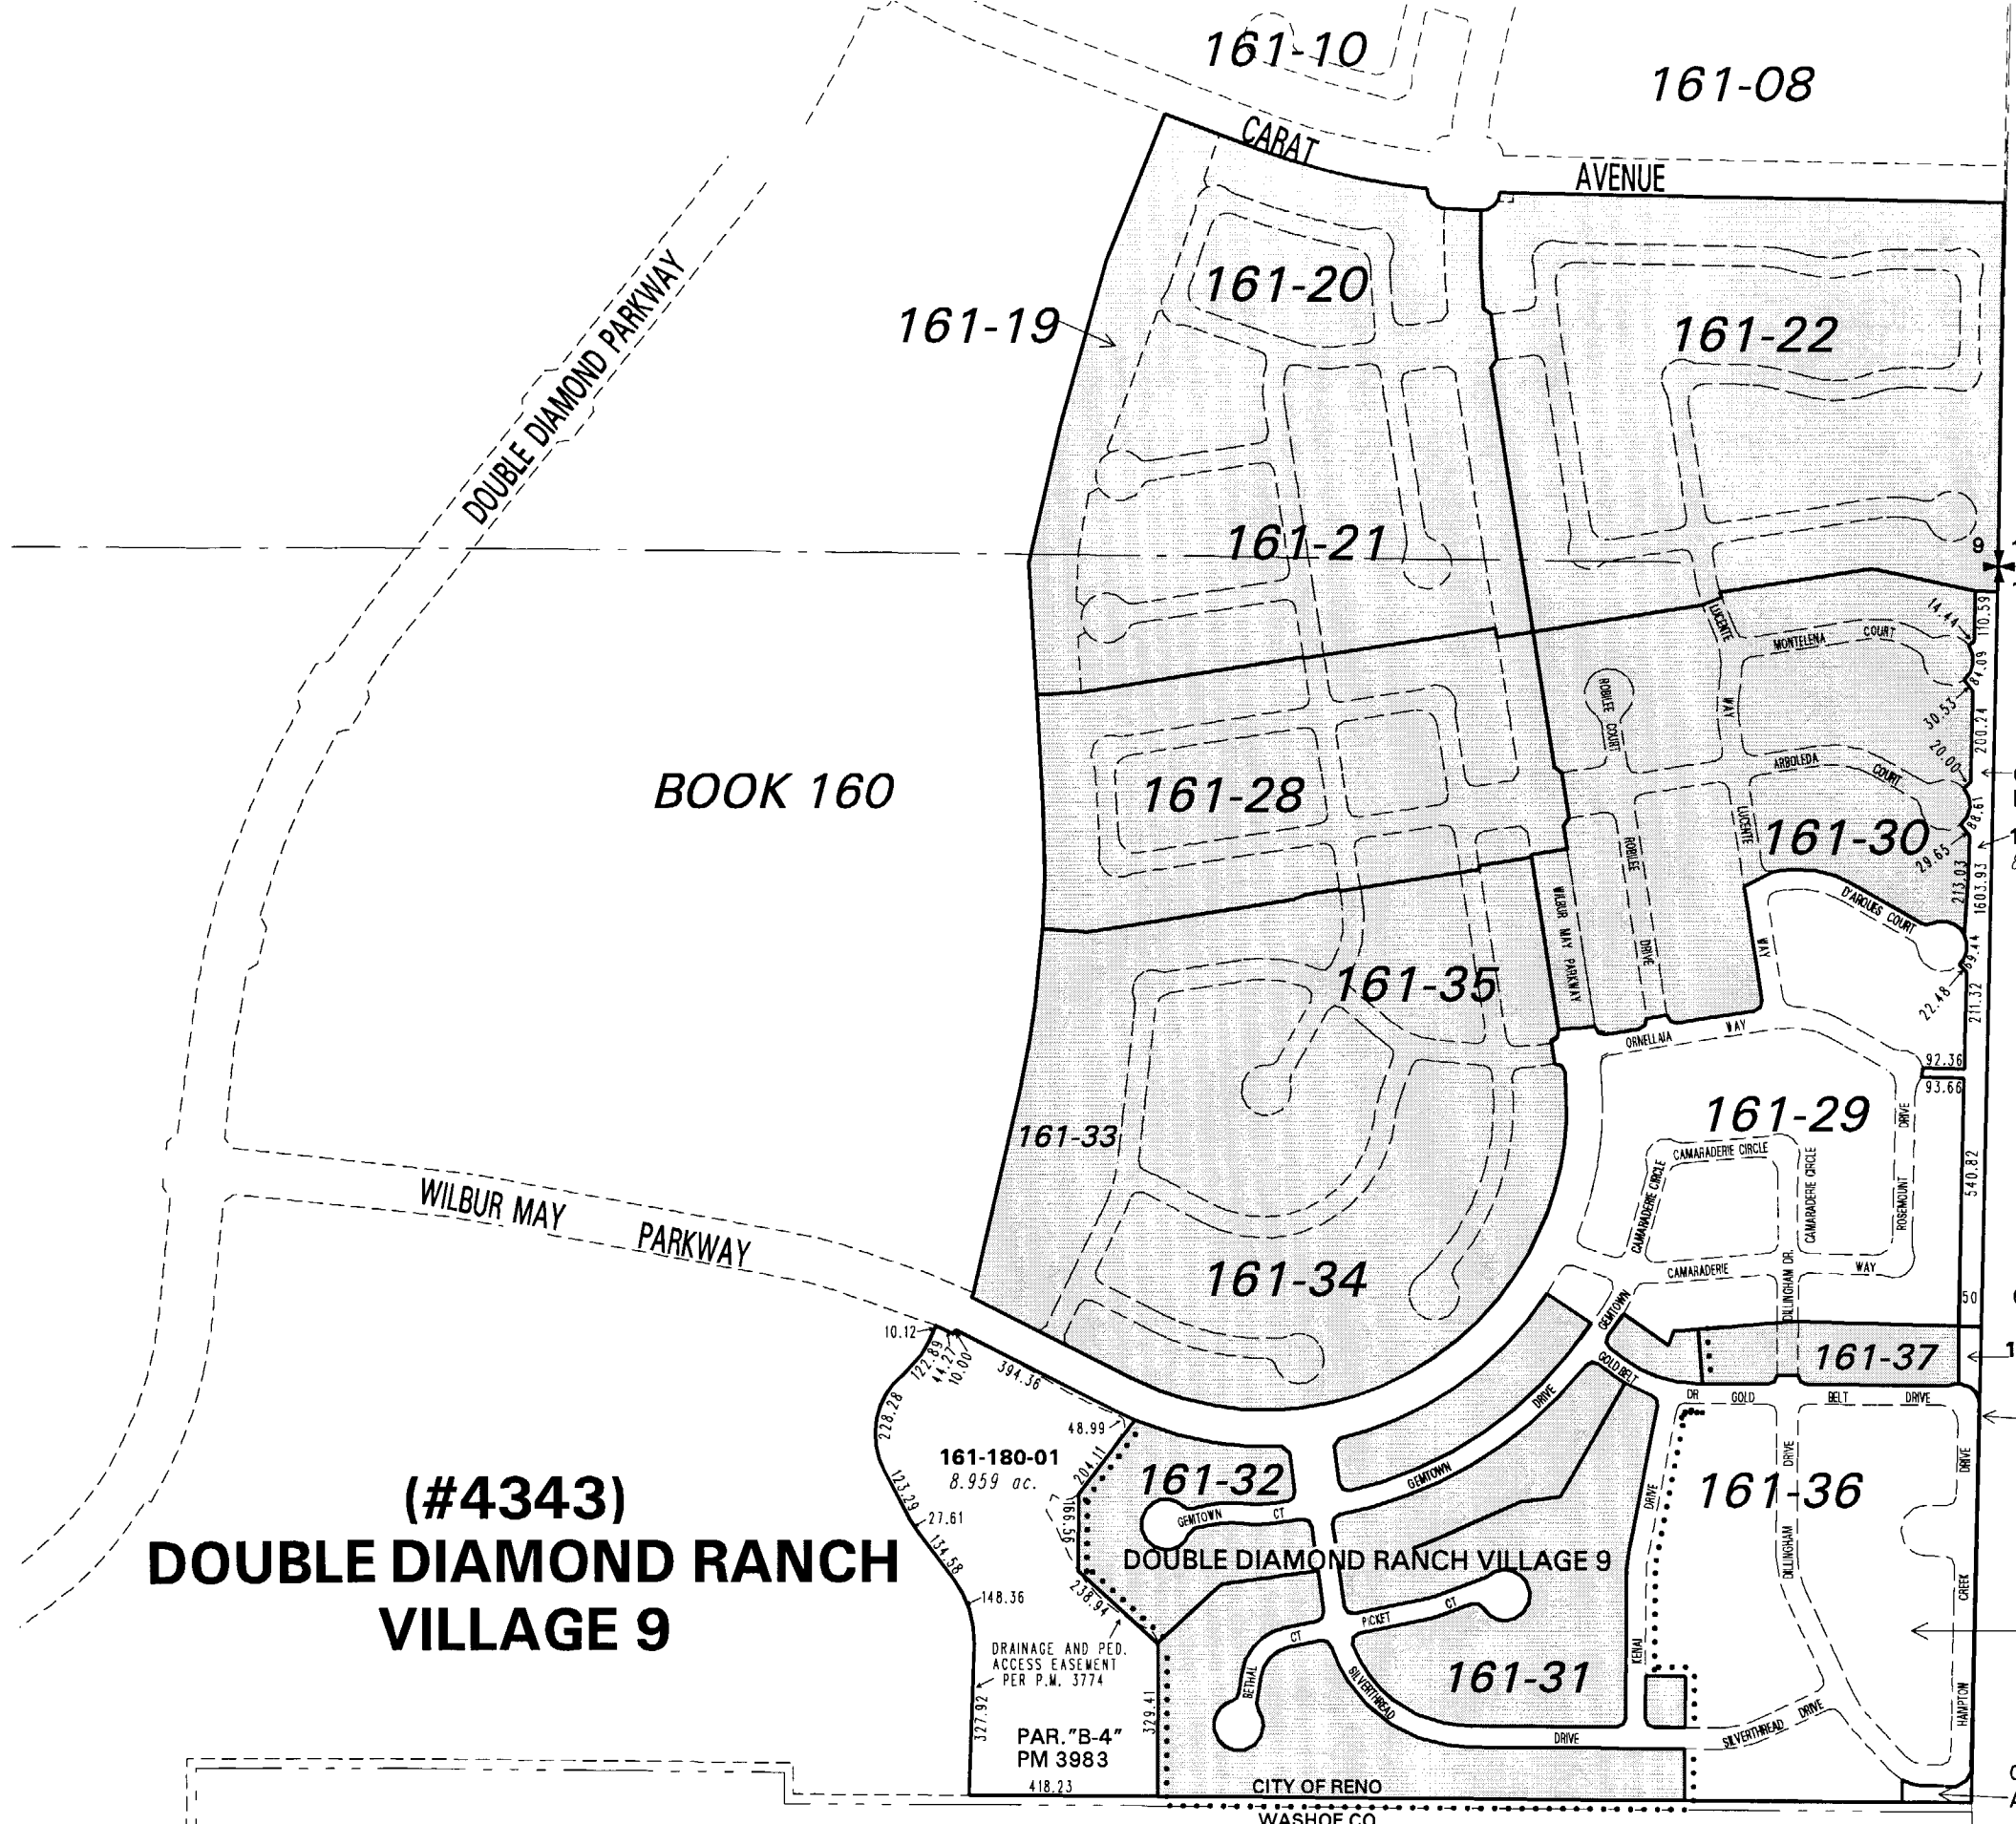 161-10
161-08
CARAT
AVENUE
DOUBLE DIAMOND PARKWAY
161-20
161-19
161-22
161-21
9
LUCENTE
MONTELENA COURT
14.44
110.59
84.09
30.53
200.24
20.00
ROBILEE COURT
WAY
ARBOLEDA COURT
BOOK 160
161-28
LUCENTE
161-30
88.61
29.65
213.03
1603.93
ROBILEE
WILBUR MAY PARKWAY
DRIVE
WAY
D'ARQUES COURT
69.44
22.48
211.32
161-35
ORNELLAIA WAY
92.36
93.66
161-29
161-33
CAMARADERIE CIRCLE
CAMARADERIE CIRCLE
CAMARADERIE CIRCLE
ROSEMOUNT DRIVE
540.82
WILBUR MAY PARKWAY
161-34
CAMARADERIE WAY
DILLINGHAM DR.
50
GEMTOWN
10.12
122.89
44.27
10.00
394.36
GOLD BELT
161-37
1
DR GOLD BELT DRIVE
228.28
48.99
DRIVE
161-180-01
8.959 ac.
204.11
161-32
GEMTOWN
161-36
DRIVE
DRIVE
DRIVE
(#4343)
DOUBLE DIAMOND RANCH
VILLAGE 9
123.29
27.61
134.58
166.56
GEMTOWN CT
DOUBLE DIAMOND RANCH VILLAGE 9
DILLINGHAM
238.94
148.36
PICKET CT
CREEK
DRAINAGE AND PED.
ACCESS EASEMENT
PER P.M. 3774
CT
BETHAL
SILVERTHREAD
161-31
KENAI
327.92
329.41
PAR."B-4"
PM 3983
DRIVE
SILVERTHREAD DRIVE
HAMPTON
418.23
CITY OF RENO
WASHOE CO